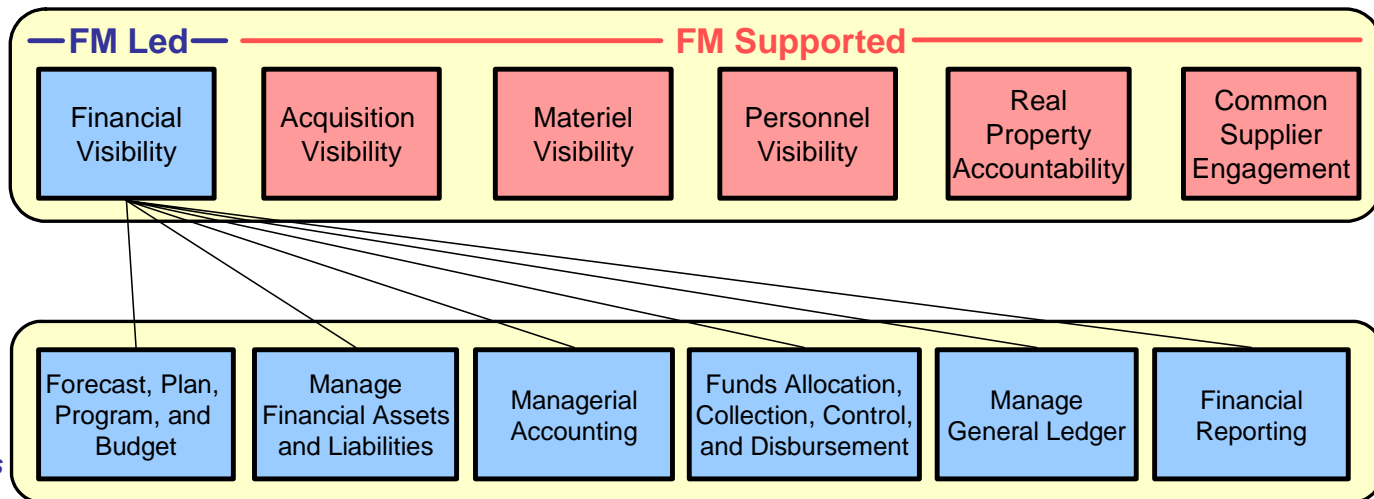 FM Led
FM Supported
Financial
Visibility
Acquisition
Visibility
Materiel
Visibility
Personnel
Visibility
Real
Property
Accountability
Common
Supplier
Engagement
Forecast, Plan,
Program, and
Budget
Manage
Financial Assets
and Liabilities
Managerial
Accounting
Funds Allocation,
Collection, Control,
and Disbursement
Manage
General Ledger
Financial
Reporting